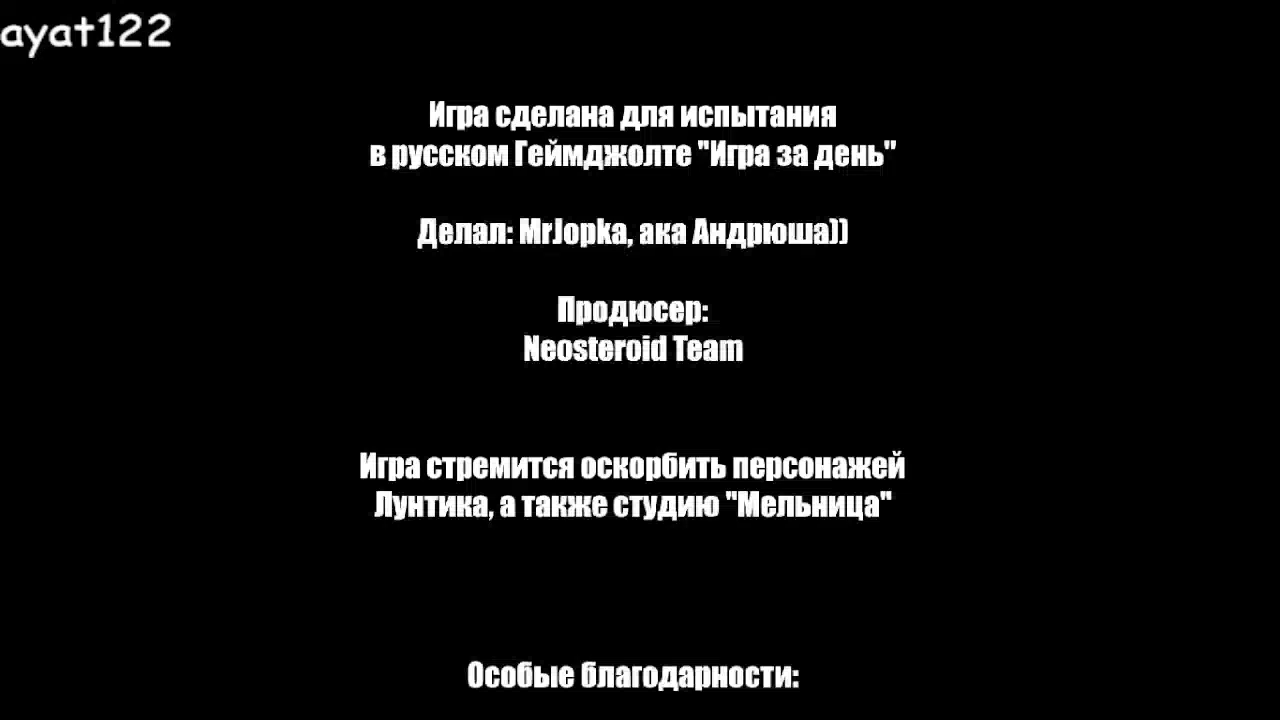 ayat122
Игра сделана для испытания
в русском Геймджолте "Игра за день"
Делал: MrJopka, ака Андрюша))
Продюсер:
Neosteroid Team
Игра стремится оскорбить персонажей
Лунтика, а также студию "Мельница"
Особые благодарности: